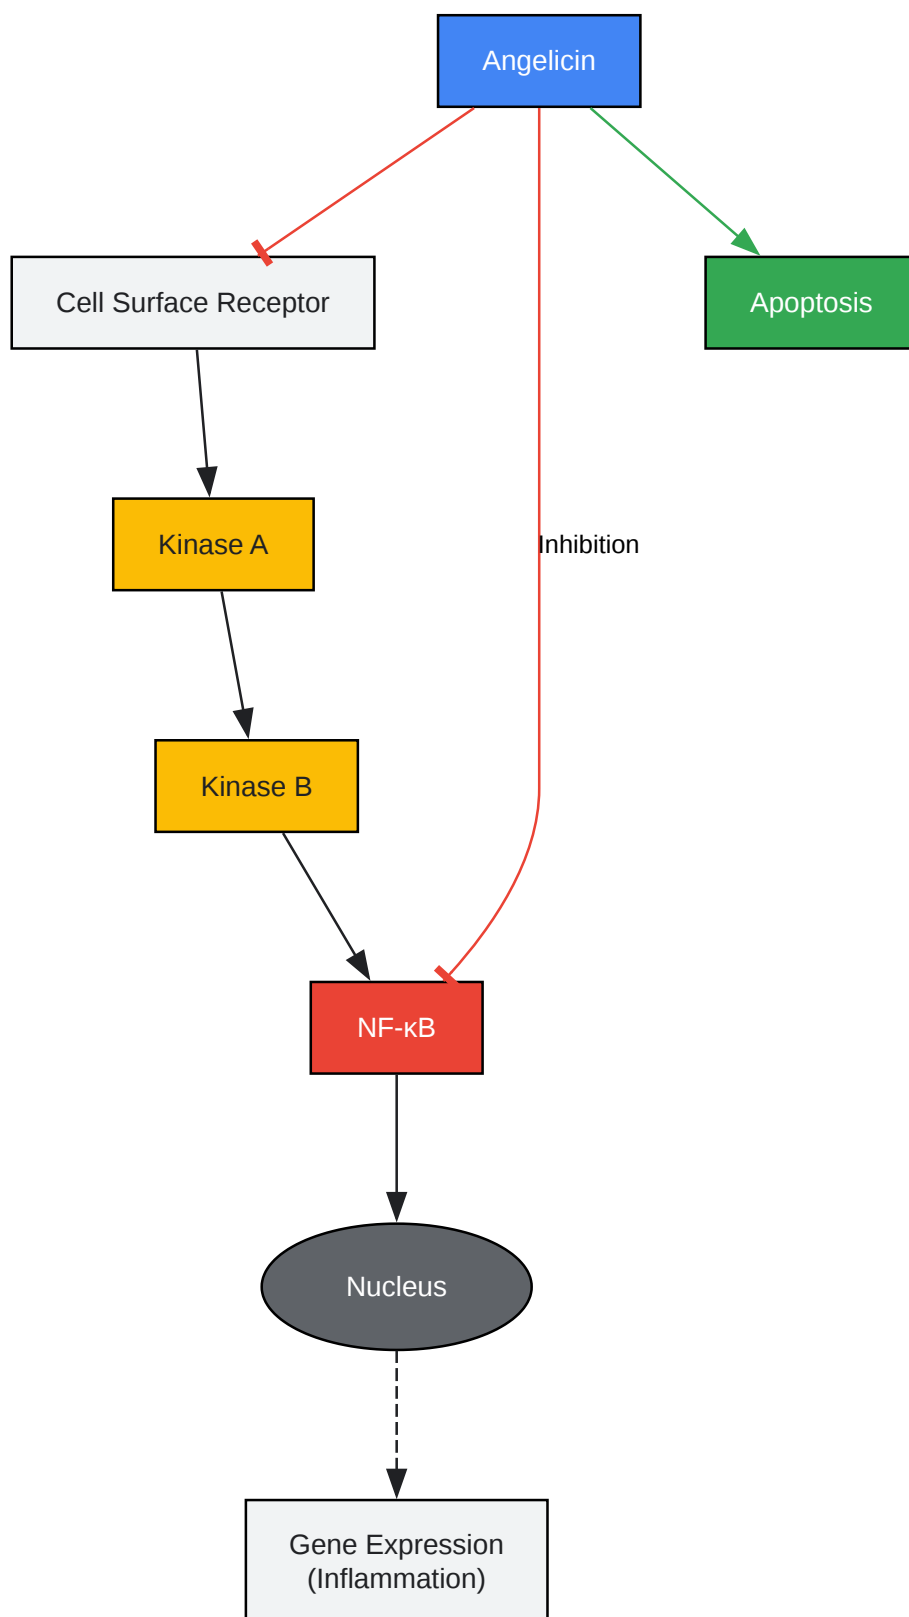 Angelicin
Cell Surface Receptor
Apoptosis
Kinase A
Inhibition
Kinase B
NF-κB
Nucleus
Gene Expression
(Inflammation)